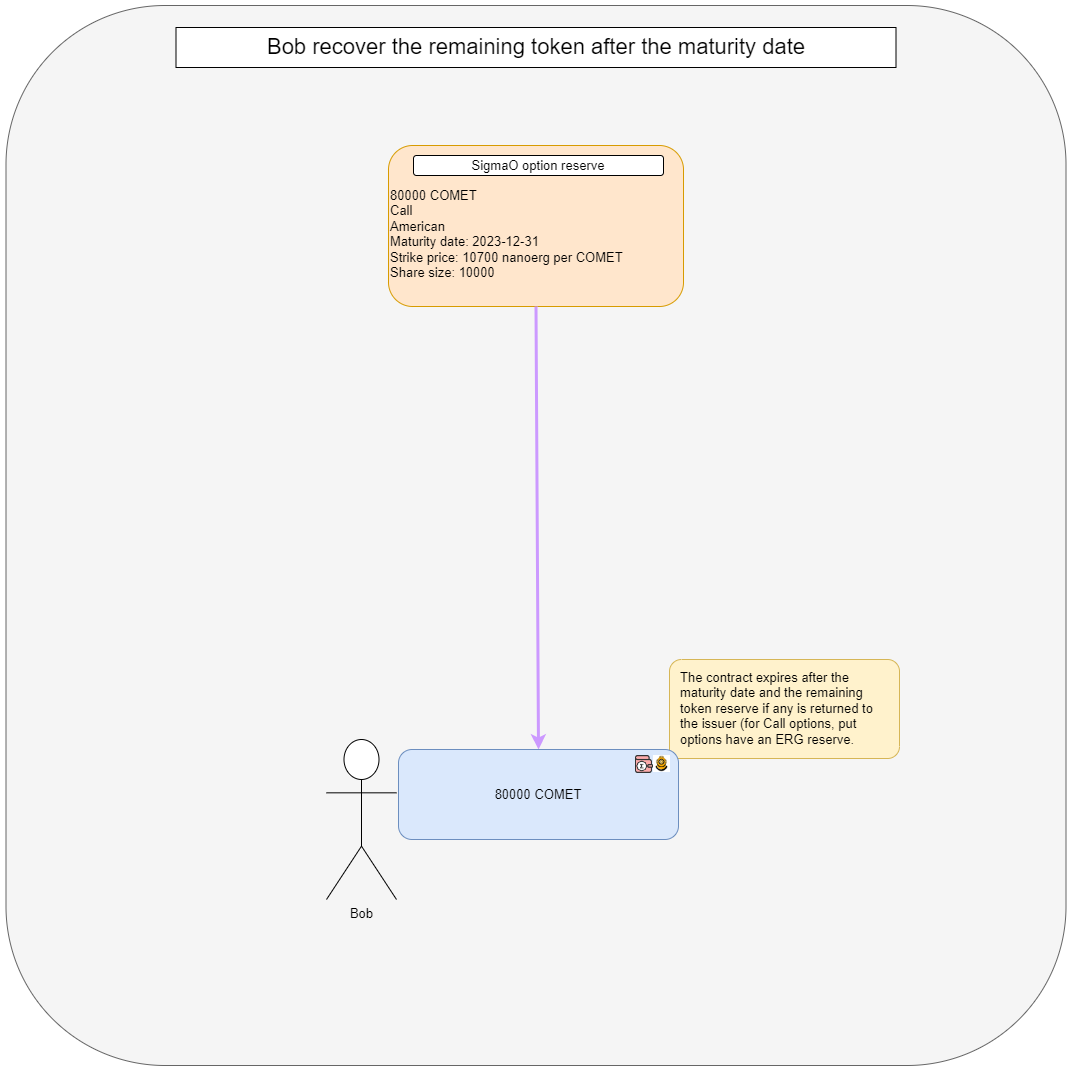 Bob recover the remaining token after the maturity date
SigmaO option reserve
80000 COMET
Call
American
Maturity date: 2023-12-31
Strike price: 10700 nanoerg per COMET
Share size: 10000
The contract expires after the
maturity date and the remaining
token reserve if any is returned to
the issuer (for Call options, put
options have an ERG reserve.
80000 COMET
Bob